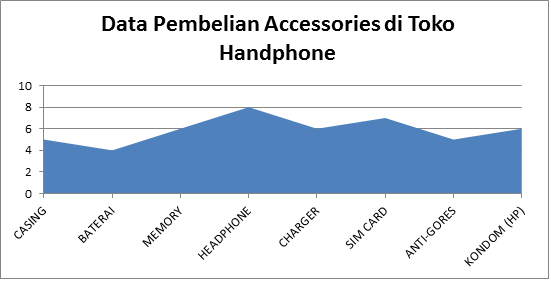 Data Pembelian Accessories di Toko
Handphone
10
8
6
4
2
0
CASING
BATERAI
MEMORY
HEADPHONE
CHARGER
SIM CARD
ANTI-GORES
KONDOM (HP)